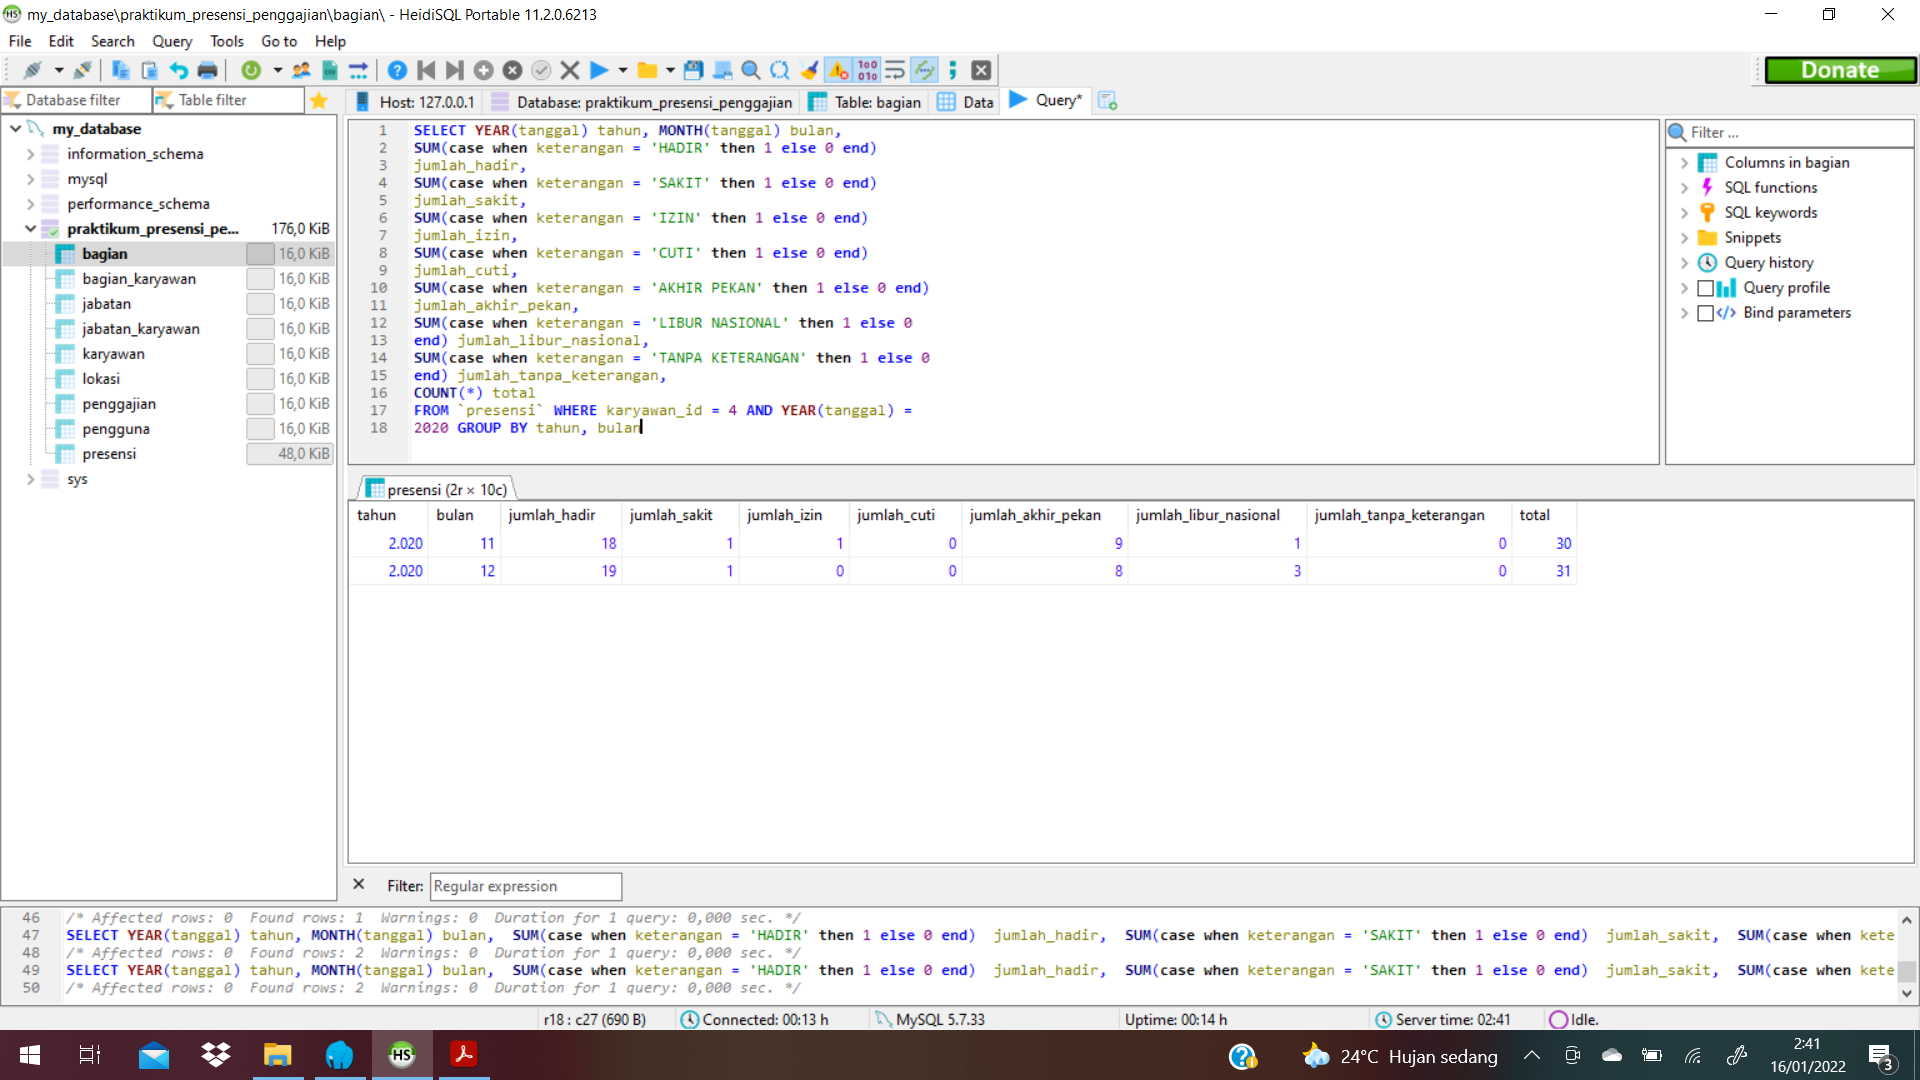 my_database\praktikum_presensi_penggajian\bagian\ - HeidiSQL Portable 11.2.0.6213
File Edit Search Query Tools Go to Help
Donate
Database filter Table filter
Host: 127.0.0.1 Database: praktikum_presensi_penggajian Table: bagian Data Query*
my_database
information_schema
mysql
performance_schema
praktikum_presensi_pe... 176,0 KiB
bagian 16,0 KiB
bagian_karyawan 16,0 KiB
jabatan 16,0 KiB
jabatan_karyawan 16,0 KiB
karyawan 16,0 KiB
lokasi 16,0 KiB
penggajian 16,0 KiB
pengguna 16,0 KiB
presensi 48,0 KiB
sys
1 SELECT YEAR(tanggal) tahun, MONTH(tanggal) bulan,
2 SUM(case when keterangan = 'HADIR' then 1 else 0 end)
3 jumlah_hadir,
4 SUM(case when keterangan = 'SAKIT' then 1 else 0 end)
5 jumlah_sakit,
6 SUM(case when keterangan = 'IZIN' then 1 else 0 end)
7 jumlah_izin,
8 SUM(case when keterangan = 'CUTI' then 1 else 0 end)
9 jumlah_cuti,
10 SUM(case when keterangan = 'AKHIR PEKAN' then 1 else 0 end)
11 jumlah_akhir_pekan,
12 SUM(case when keterangan = 'LIBUR NASIONAL' then 1 else 0
13 end) jumlah_libur_nasional,
14 SUM(case when keterangan = 'TANPA KETERANGAN' then 1 else 0
15 end) jumlah_tanpa_keterangan,
16 COUNT(*) total
17 FROM `presensi` WHERE karyawan_id = 4 AND YEAR(tanggal) =
18 2020 GROUP BY tahun, bulan
Filter ...
Columns in bagian
SQL functions
SQL keywords
Snippets
Query history
Query profile
Bind parameters
presensi (2r × 10c)
tahun bulan jumlah_hadir jumlah_sakit jumlah_izin jumlah_cuti jumlah_akhir_pekan jumlah_libur_nasional jumlah_tanpa_keterangan total
2.020 11 18 1 1 0 9 1 0 30
2.020 12 19 1 0 0 8 3 0 31
Filter: Regular expression
46 /* Affected rows: 0 Found rows: 1 Warnings: 0 Duration for 1 query: 0,000 sec. */
47 SELECT YEAR(tanggal) tahun, MONTH(tanggal) bulan, SUM(case when keterangan = 'HADIR' then 1 else 0 end) jumlah_hadir, SUM(case when keterangan = 'SAKIT' then 1 else 0 end) jumlah_sakit, SUM(case when kete
48 /* Affected rows: 0 Found rows: 2 Warnings: 0 Duration for 1 query: 0,000 sec. */
49 SELECT YEAR(tanggal) tahun, MONTH(tanggal) bulan, SUM(case when keterangan = 'HADIR' then 1 else 0 end) jumlah_hadir, SUM(case when keterangan = 'SAKIT' then 1 else 0 end) jumlah_sakit, SUM(case when kete
50 /* Affected rows: 0 Found rows: 2 Warnings: 0 Duration for 1 query: 0,000 sec. */
r18 : c27 (690 B) Connected: 00:13 h MySQL 5.7.33 Uptime: 00:14 h Server time: 02:41 Idle.
HS
24°C Hujan sedang
2:41
16/01/2022
3